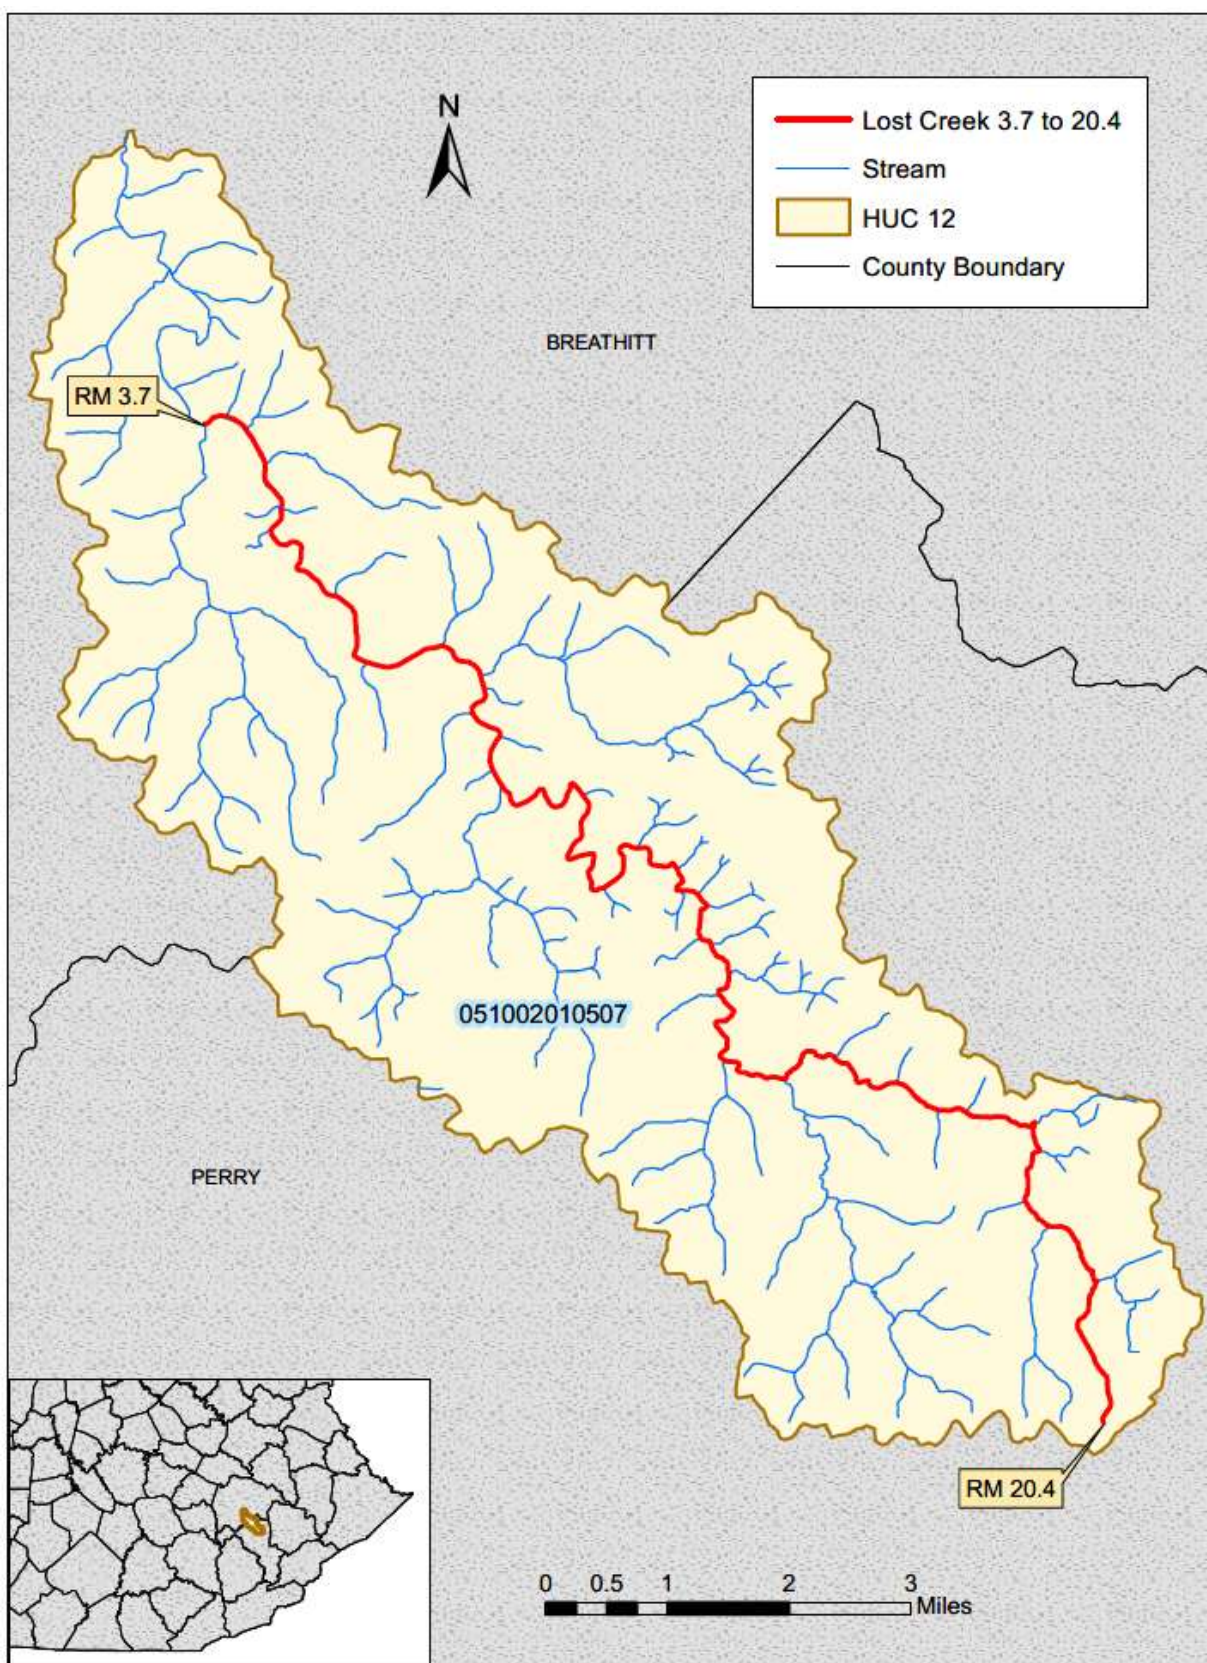 N
Lost Creek 3.7 to 20.4
Stream
HUC 12
County Boundary
BREATHITT
RM 3.7
051002010507
PERRY
RM 20.4
0 0.5 1 2 3
Miles